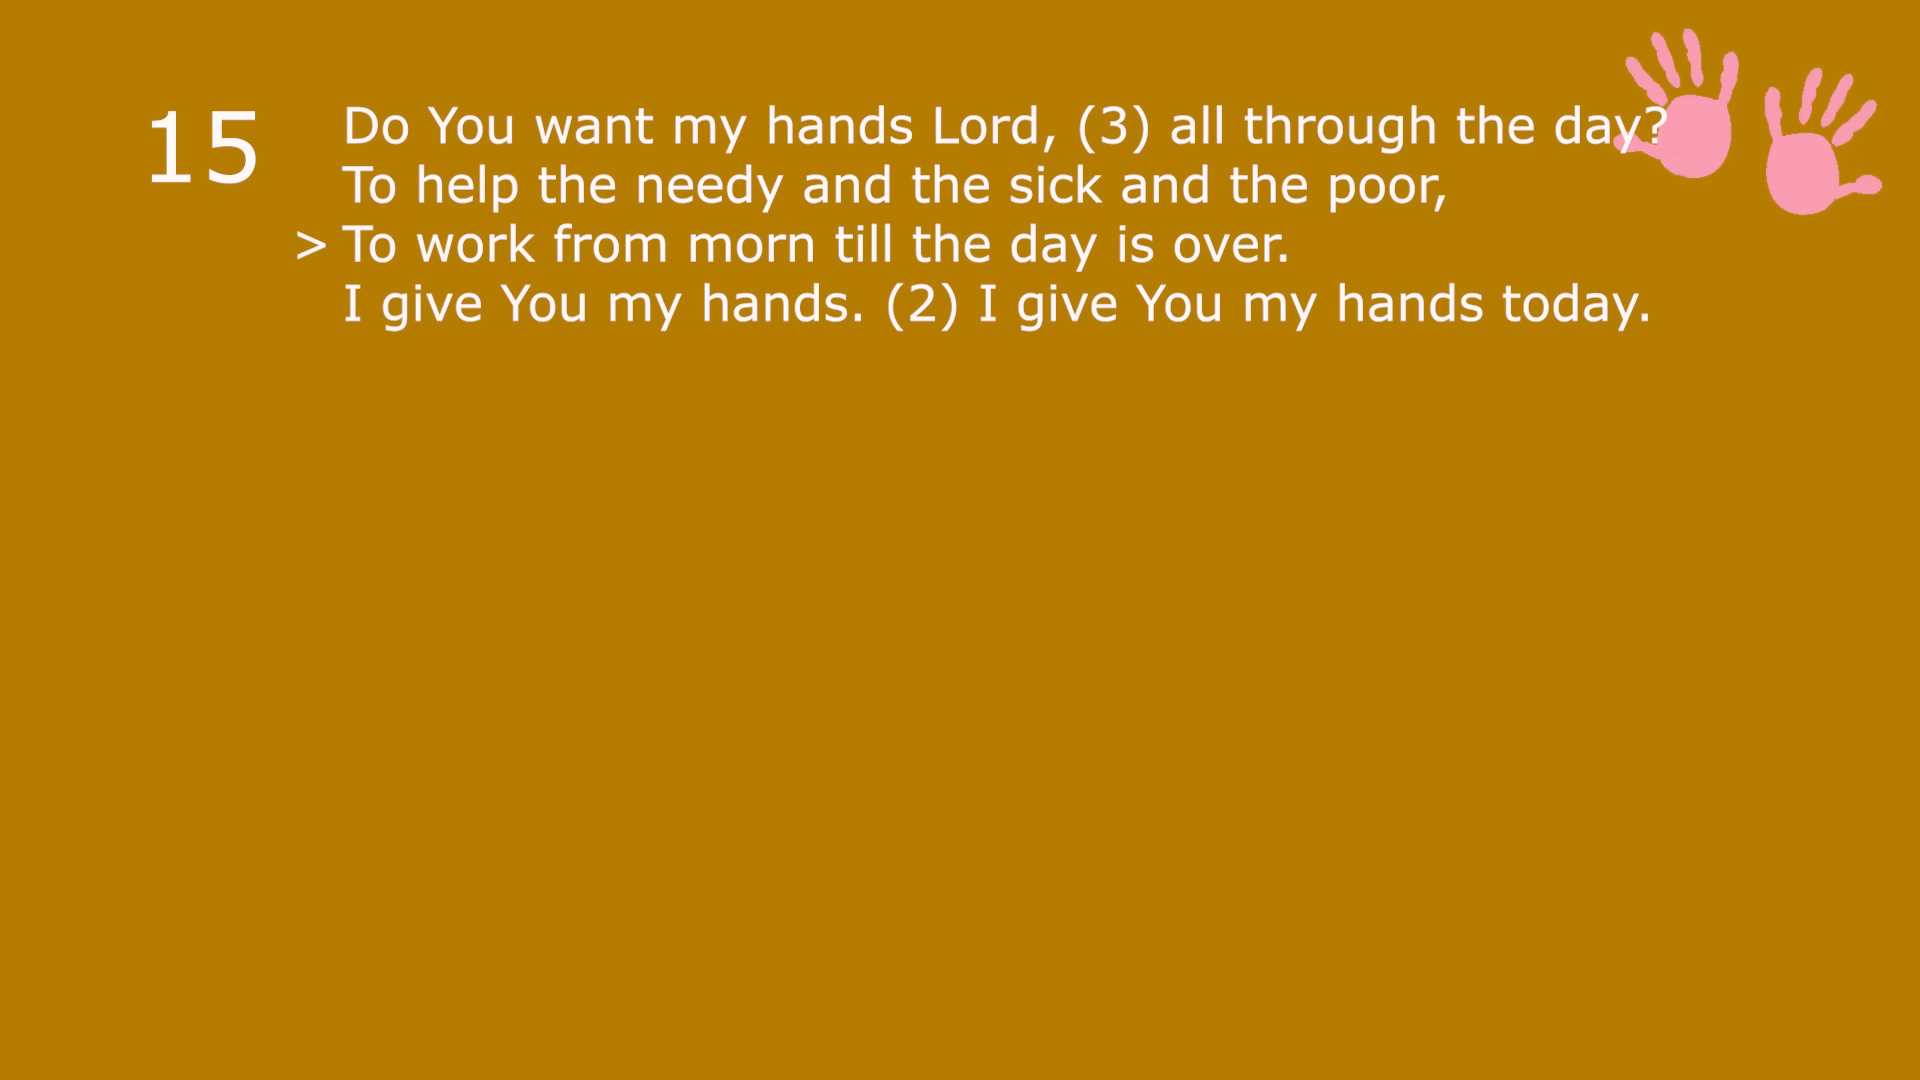 15
Do You want my hands Lord, (3) all through the day?
To help the needy and the sick and the poor,
> To work from morn till the day is over.
I give You my hands. (2) I give You my hands today.